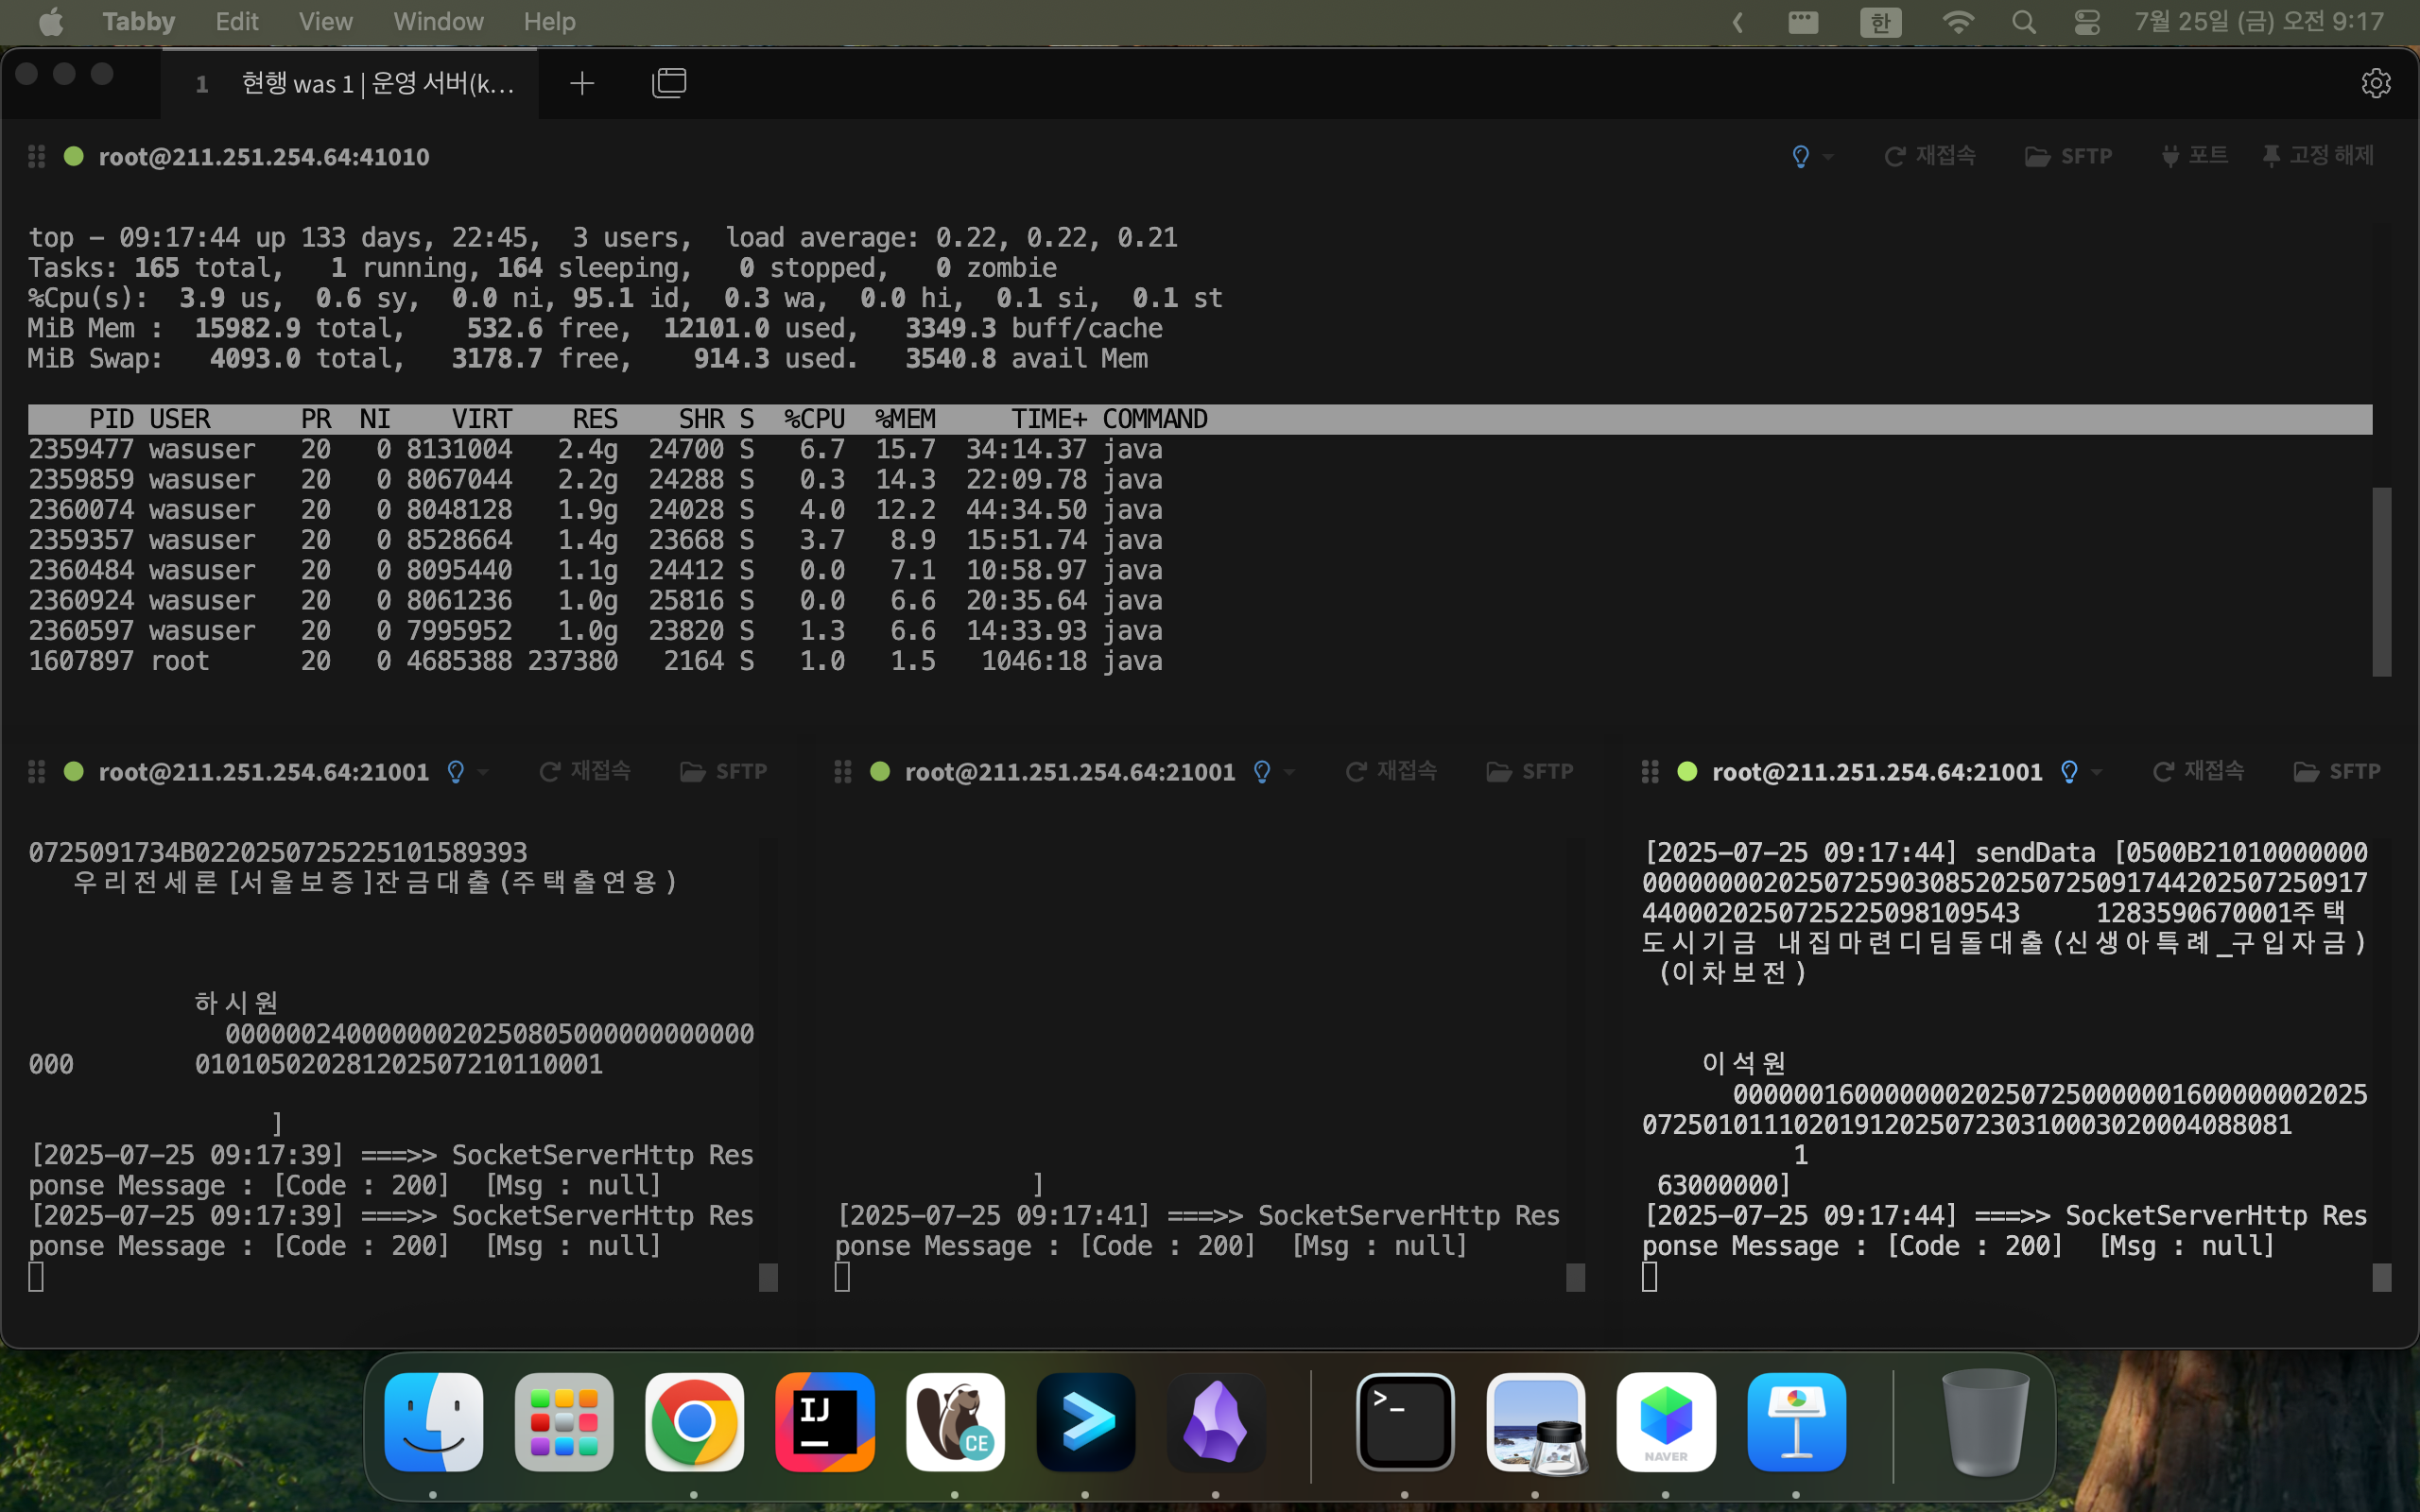 Tabby Edit View Window Help 한 7월 25일 (금) 오전 9:17
1 현행 was 1 | 운영 서버(k...
root@211.251.254.64:41010 재접속 SFTP 포트 고정 해제
top - 09:17:44 up 133 days, 22:45, 3 users, load average: 0.22, 0.22, 0.21
Tasks: 165 total, 1 running, 164 sleeping, 0 stopped, 0 zombie
%Cpu(s): 3.9 us, 0.6 sy, 0.0 ni, 95.1 id, 0.3 wa, 0.0 hi, 0.1 si, 0.1 st
MiB Mem : 15982.9 total, 532.6 free, 12101.0 used, 3349.3 buff/cache
MiB Swap: 4093.0 total, 3178.7 free, 914.3 used. 3540.8 avail Mem
PID USER PR NI VIRT RES SHR S %CPU %MEM TIME+ COMMAND
2359477 wasuser 20 0 8131004 2.4g 24700 S 6.7 15.7 34:14.37 java
2359859 wasuser 20 0 8067044 2.2g 24288 S 0.3 14.3 22:09.78 java
2360074 wasuser 20 0 8048128 1.9g 24028 S 4.0 12.2 44:34.50 java
2359357 wasuser 20 0 8528664 1.4g 23668 S 3.7 8.9 15:51.74 java
2360484 wasuser 20 0 8095440 1.1g 24412 S 0.0 7.1 10:58.97 java
2360924 wasuser 20 0 8061236 1.0g 25816 S 0.0 6.6 20:35.64 java
2360597 wasuser 20 0 7995952 1.0g 23820 S 1.3 6.6 14:33.93 java
1607897 root 20 0 4685388 237380 2164 S 1.0 1.5 1046:18 java
root@211.251.254.64:21001 재접속 SFTP
0725091734B0220250725225101589393
우리전세론[서울보증]잔금대출(주택출연용)
하시원
00000024000000020250805000000000000
000 010105020281202507210110001
]
[2025-07-25 09:17:39] ===>> SocketServerHttp Res
ponse Message : [Code : 200] [Msg : null]
[2025-07-25 09:17:39] ===>> SocketServerHttp Res
ponse Message : [Code : 200] [Msg : null]
root@211.251.254.64:21001 재접속 SFTP
]
[2025-07-25 09:17:41] ===>> SocketServerHttp Res
ponse Message : [Code : 200] [Msg : null]
root@211.251.254.64:21001 재접속 SFTP
[2025-07-25 09:17:44] sendData [0500B21010000000
000000002025072590308520250725091744202507250917
4400020250725225098109543 1283590670001주택
도시기금 내집마련디딤돌대출(신생아특례_구입자금)
(이차보전)
이석원
000000160000000202507250000001600000002025
0725010111020191202507230310003020004088081
1
63000000]
[2025-07-25 09:17:44] ===>> SocketServerHttp Res
ponse Message : [Code : 200] [Msg : null]
IJ
CE
>_
NAVER